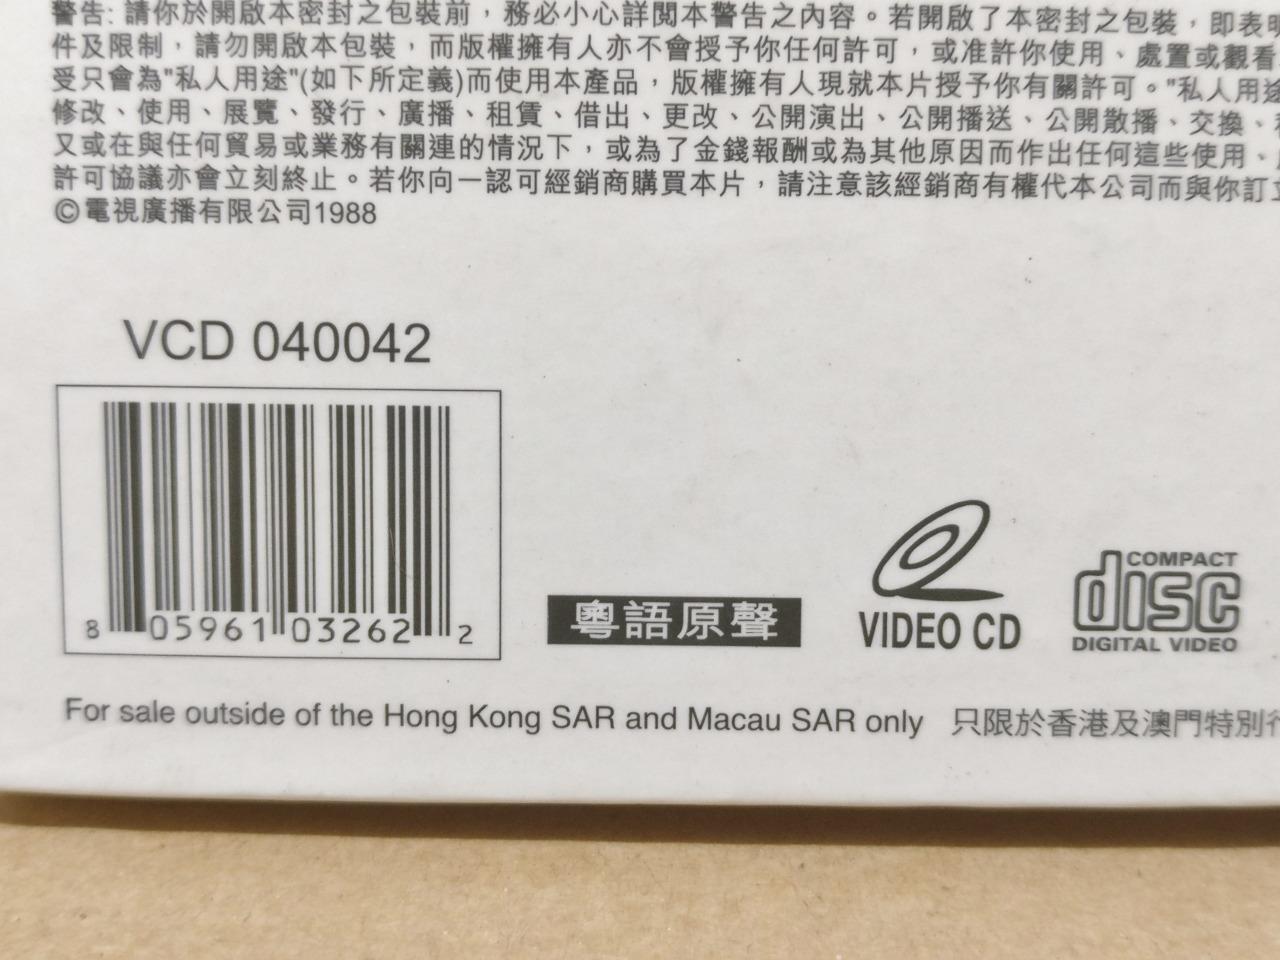 警告: 請你於開啟本密封之包裝前，務必小心詳閱本警告之內容。若開啟了本密封之包裝，即表明
件及限制，請勿開啟本包裝，而版權擁有人亦不會授予你任何許可，或准許你使用、處置或觀看
受只會為"私人用途"(如下所定義)而使用本產品，版權擁有人現就本片授予你有關許可。"私人用途
修改、使用、展覽、發行、廣播、租賃、借出、更改、公開演出、公開播送、公開散播、交換、
又或在與任何貿易或業務有關連的情況下，或為了金錢報酬或為其他原因而作出任何這些使用、
許可協議亦會立刻終止。若你向一認可經銷商購買本片，請注意該經銷商有權代本公司而與你訂立
©電視廣播有限公司1988
VCD 040042
8 05961 03262 2
粵語原聲
VIDEO CD
COMPACT
disc
DIGITAL VIDEO
For sale outside of the Hong Kong SAR and Macau SAR only 只限於香港及澳門特別行